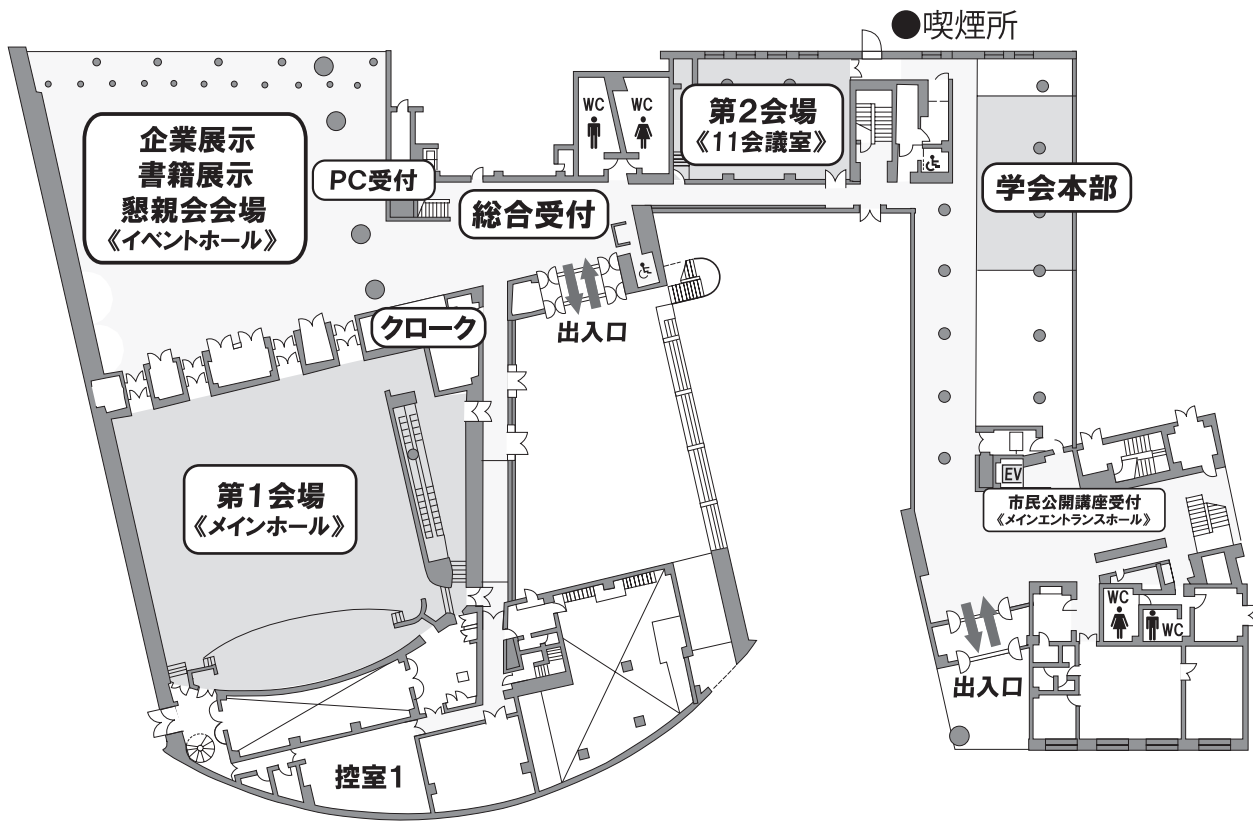 ●喫煙所
WC
WC
第2会場
《11会議室》
企業展示
書籍展示
懇親会会場
《イベントホール》
PC受付
総合受付
学会本部
クローク
出入口
第1会場
《メインホール》
EV
市民公開講座受付
《メインエントランスホール》
WC
WC
出入口
控室1